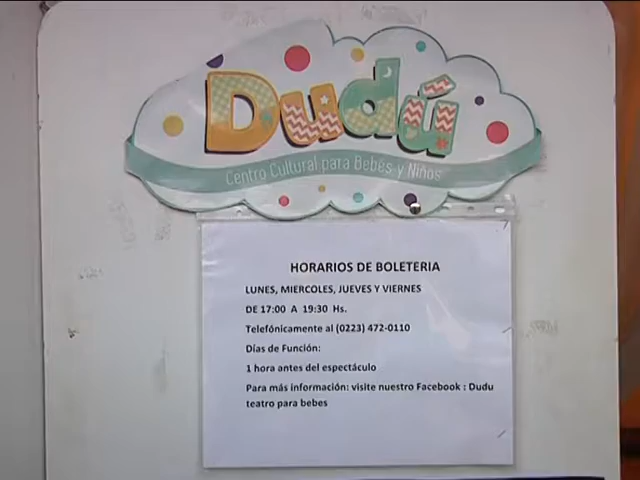 Dudú
Centro Cultural para Bebés y Niños
HORARIOS DE BOLETERIA
LUNES, MIERCOLES, JUEVES Y VIERNES
DE 17:00 A 19:30 Hs.
Telefónicamente al (0223) 472-0110
Días de Función:
1 hora antes del espectáculo
Para más información: visite nuestro Facebook : Dudu
teatro para bebes